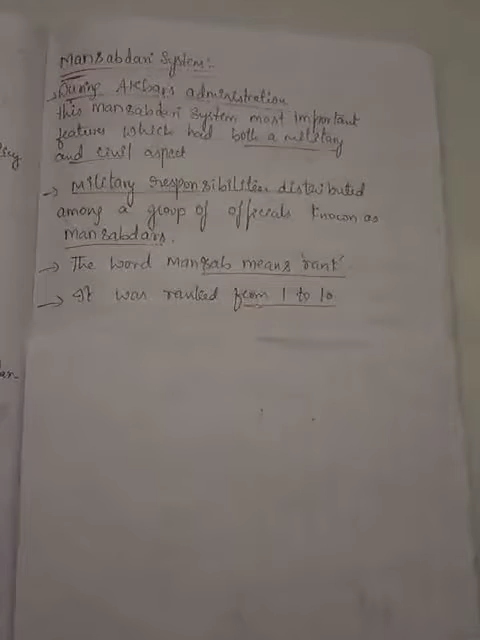 Mansabdari System:-
→ During Akbars administration
this mansabdari system most important
features which had both a military
and civil aspect
→ Military responsibilities distributed
among a group of officials known as
Mansabdars.
→ The word Mansab means 'rank'
→ It was ranked from 1 to 10